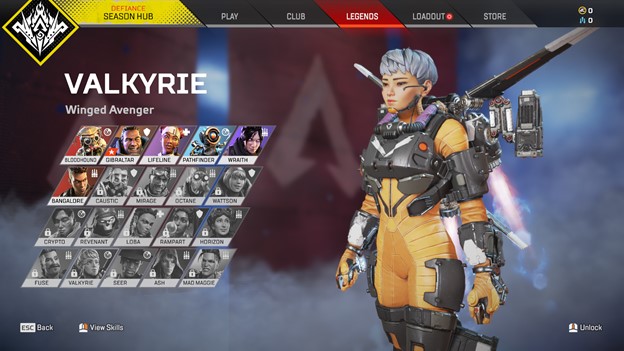 DEFIANCE
SEASON HUB
PLAY
CLUB
LEGENDS
LOADOUT
STORE
0
0
VALKYRIE
Winged Avenger
BLOODHOUND GIBRALTAR LIFELINE PATHFINDER WRAITH
BANGALORE CAUSTIC MIRAGE OCTANE WATTSON
CRYPTO REVENANT LOBA RAMPART HORIZON
FUSE VALKYRIE SEER ASH MAD MAGGIE
ESC Back
View Skills
Unlock